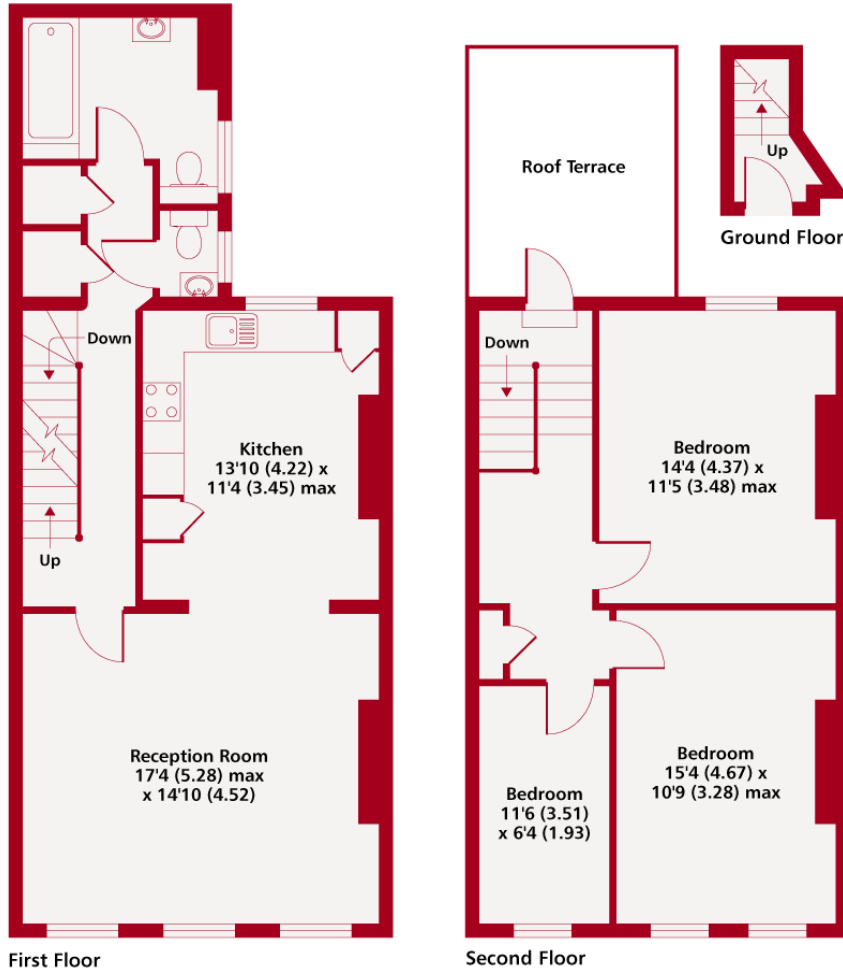 Down
Up
Kitchen
13'10 (4.22) x
11'4 (3.45) max
Reception Room
17'4 (5.28) max
x 14'10 (4.52)
First Floor
Roof Terrace
Down
Bedroom
14'4 (4.37) x
11'5 (3.48) max
Bedroom
11'6 (3.51)
x 6'4 (1.93)
Bedroom
15'4 (4.67) x
10'9 (3.28) max
Second Floor
Up
Ground Floor